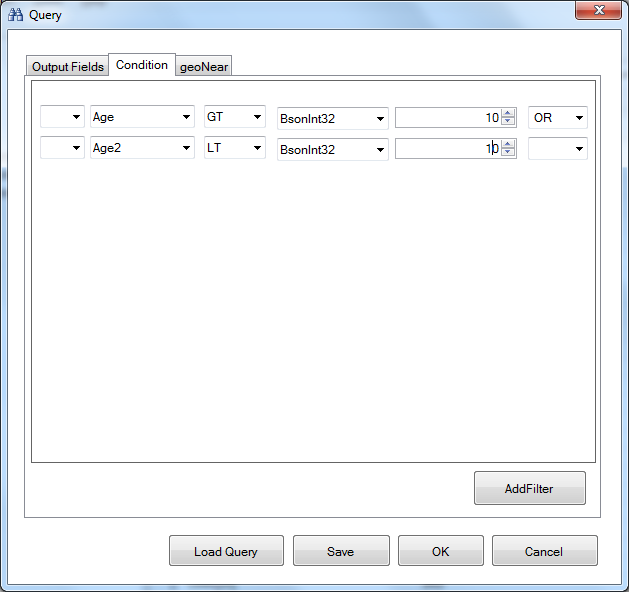 Query
Output Fields Condition geoNear
Age GT BsonInt32 10 OR
Age2 LT BsonInt32 10
AddFilter
Load Query Save OK Cancel